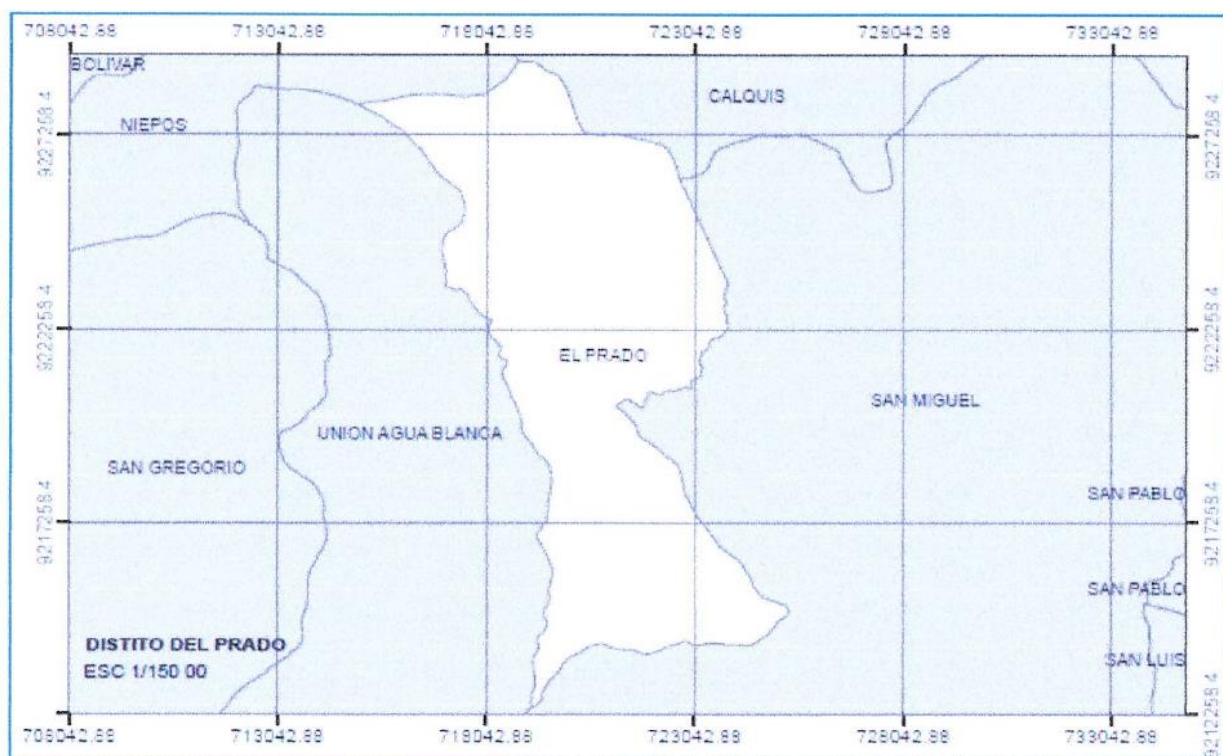 708042.88 713042.88 718042.88 723042.88 728042.88 733042.88
BOLIVAR
CALQUIS
NIEPOS
9227258.4 9227258.4
9222258.4 9222258.4
EL PRADO
SAN MIGUEL
UNION AGUA BLANCA
SAN GREGORIO
SAN PABLO
9217258.4 9217258.4
SAN PABLO
DISTITO DEL PRADO
SAN LUIS
ESC 1/150 00
9212258.4
708042.88 713042.88 718042.88 723042.88 728042.88 733042.88